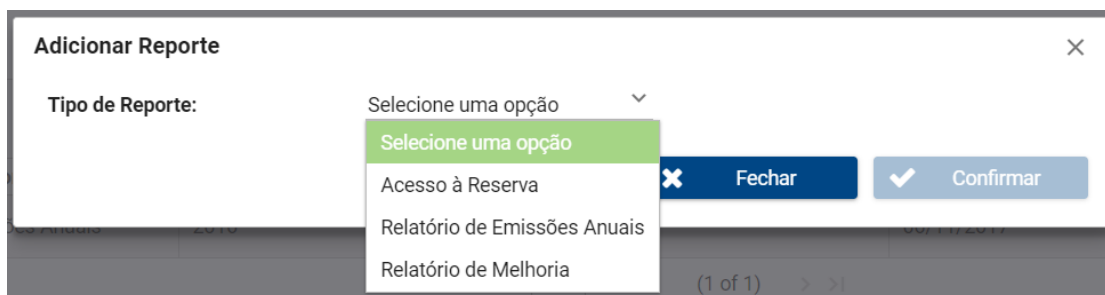 Adicionar Reporte
Tipo de Reporte:
Selecione uma opção
Selecione uma opção
Acesso à Reserva
Relatório de Emissões Anuais
Relatório de Melhoria
Fechar
Confirmar
(1 of 1)